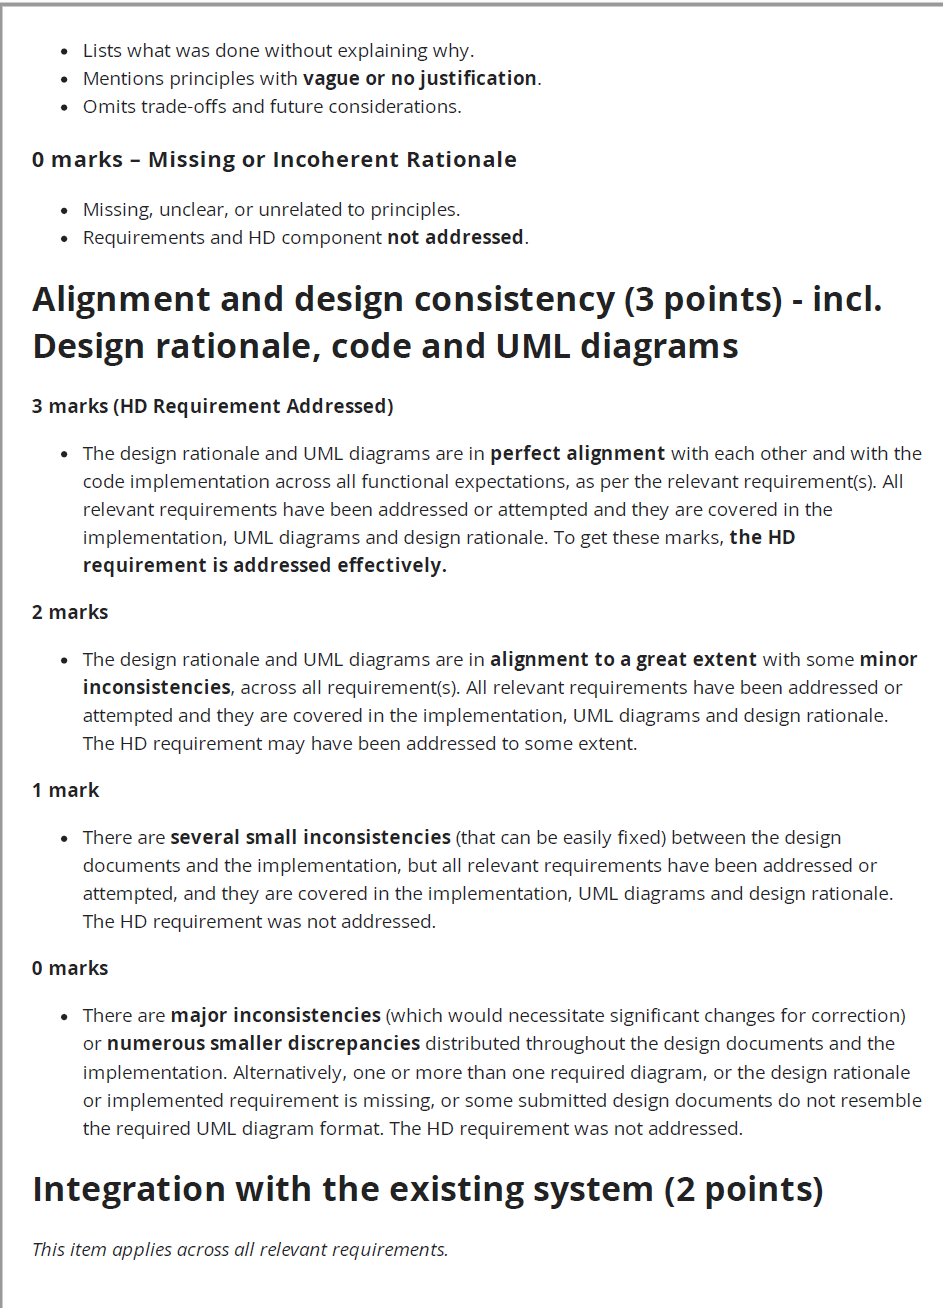 • Lists what was done without explaining why.
• Mentions principles with vague or no justification.
• Omits trade-offs and future considerations.
0 marks – Missing or Incoherent Rationale
• Missing, unclear, or unrelated to principles.
• Requirements and HD component not addressed.
Alignment and design consistency (3 points) - incl.
Design rationale, code and UML diagrams
3 marks (HD Requirement Addressed)
• The design rationale and UML diagrams are in perfect alignment with each other and with the
code implementation across all functional expectations, as per the relevant requirement(s). All
relevant requirements have been addressed or attempted and they are covered in the
implementation, UML diagrams and design rationale. To get these marks, the HD
requirement is addressed effectively.
2 marks
• The design rationale and UML diagrams are in alignment to a great extent with some minor
inconsistencies, across all requirement(s). All relevant requirements have been addressed or
attempted and they are covered in the implementation, UML diagrams and design rationale.
The HD requirement may have been addressed to some extent.
1 mark
• There are several small inconsistencies (that can be easily fixed) between the design
documents and the implementation, but all relevant requirements have been addressed or
attempted, and they are covered in the implementation, UML diagrams and design rationale.
The HD requirement was not addressed.
0 marks
• There are major inconsistencies (which would necessitate significant changes for correction)
or numerous smaller discrepancies distributed throughout the design documents and the
implementation. Alternatively, one or more than one required diagram, or the design rationale
or implemented requirement is missing, or some submitted design documents do not resemble
the required UML diagram format. The HD requirement was not addressed.
Integration with the existing system (2 points)
This item applies across all relevant requirements.